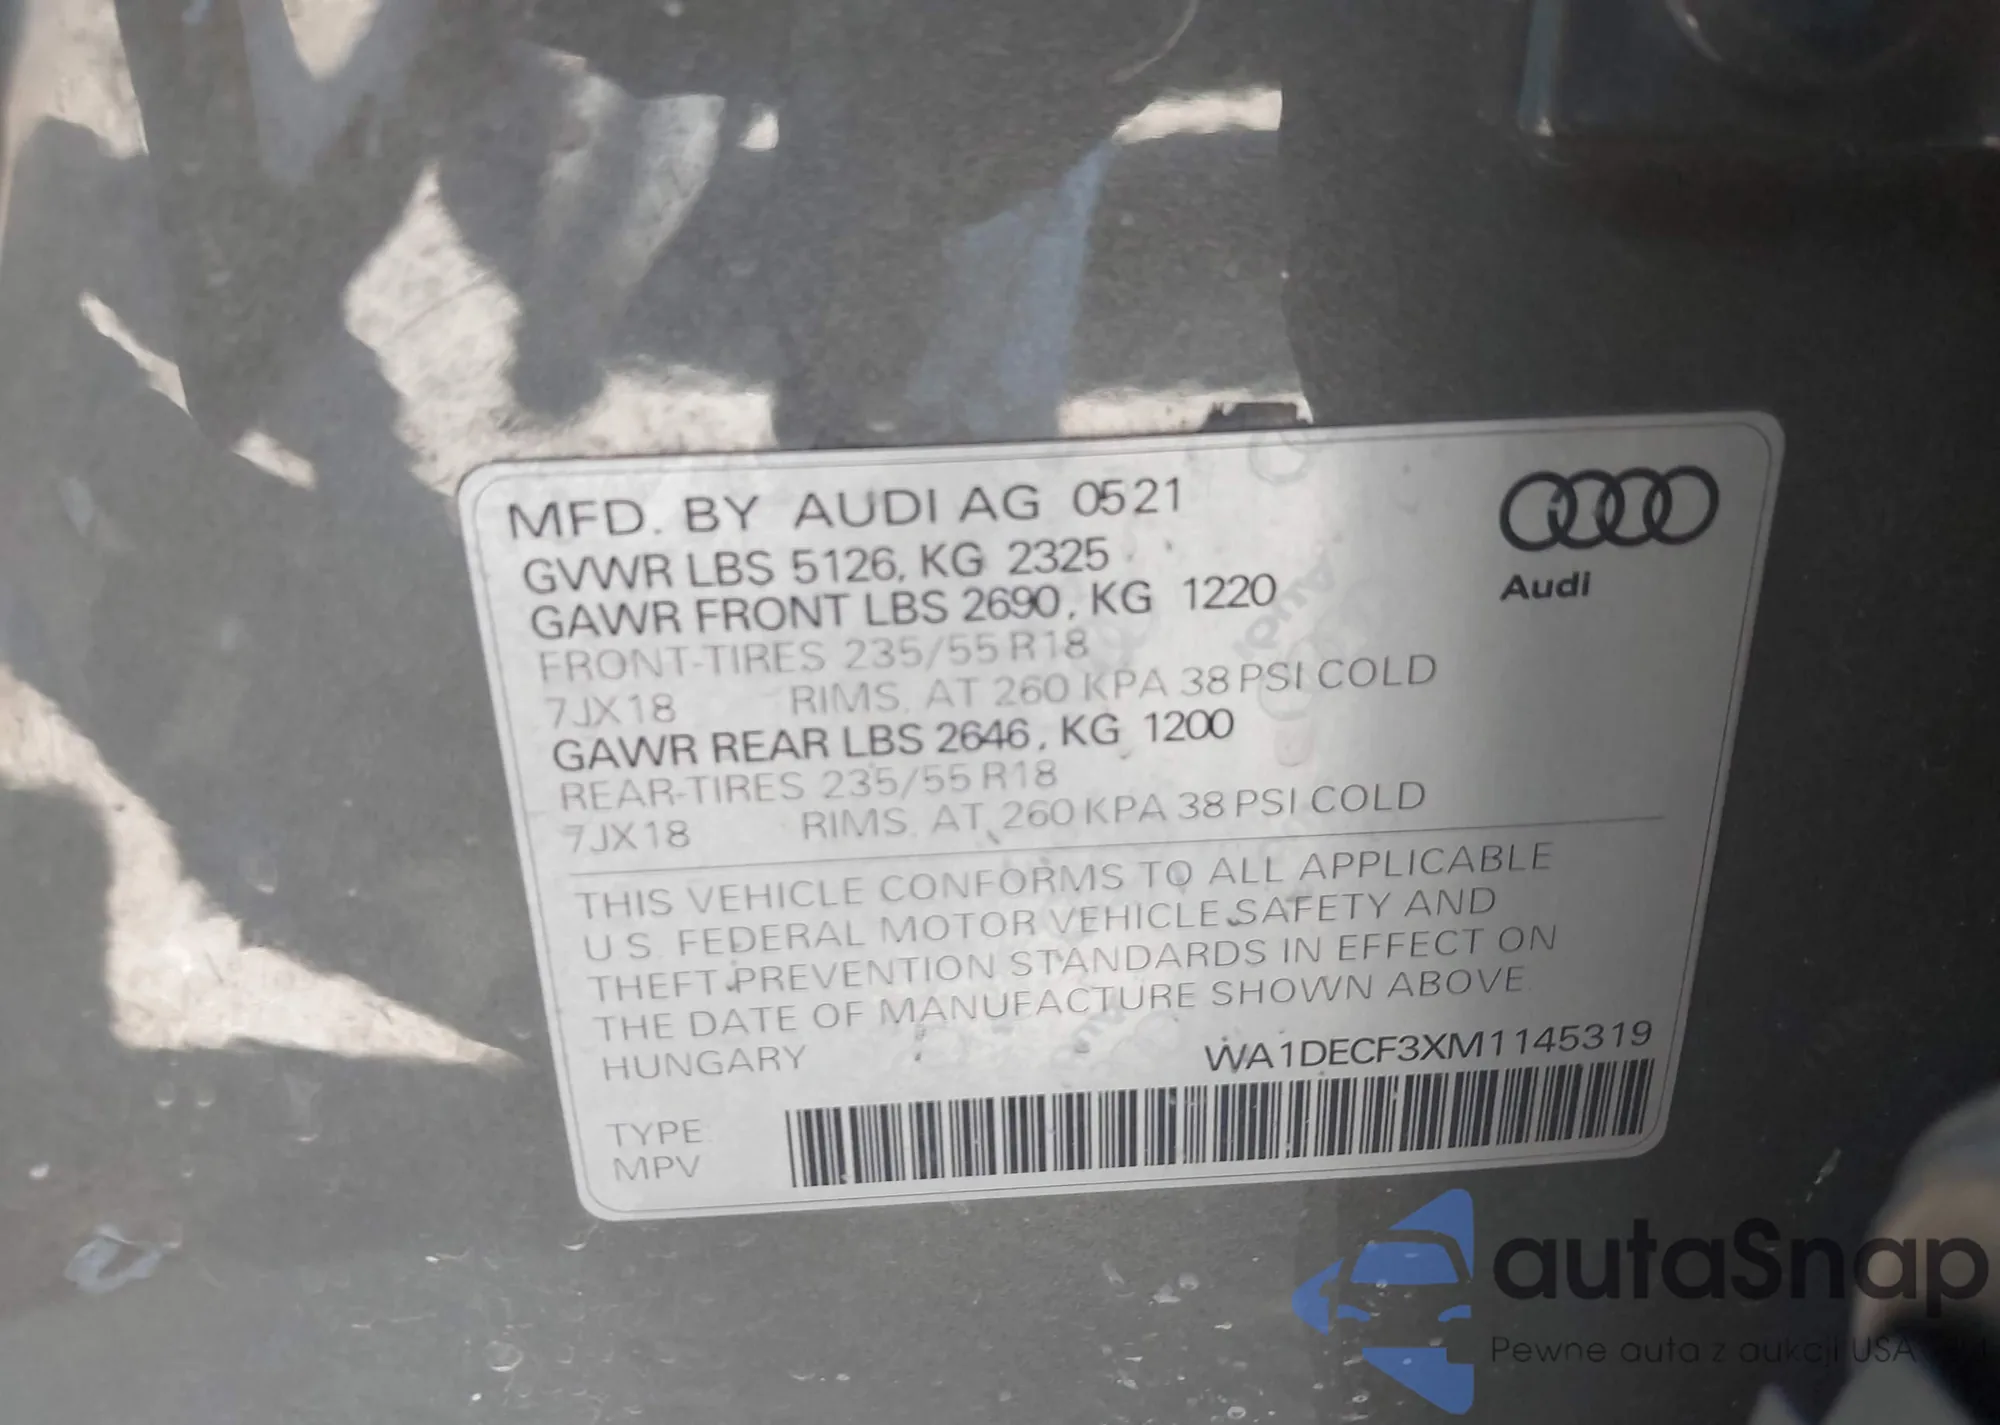 MFD. BY AUDI AG 0521
GVWR LBS 5126, KG 2325
GAWR FRONT LBS 2690, KG 1220
FRONT-TIRES 235/55 R18
7JX18 RIMS. AT 260 KPA 38 PSI COLD
GAWR REAR LBS 2646, KG 1200
REAR-TIRES 235/55 R18
7JX18 RIMS. AT 260 KPA 38 PSI COLD
Audi
THIS VEHICLE CONFORMS TO ALL APPLICABLE
U.S. FEDERAL MOTOR VEHICLE SAFETY AND
THEFT PREVENTION STANDARDS IN EFFECT ON
THE DATE OF MANUFACTURE SHOWN ABOVE.
HUNGARY WA1DECF3XM1145319
TYPE:
MPV
autaSnap
Pewne auta z aukcji USA